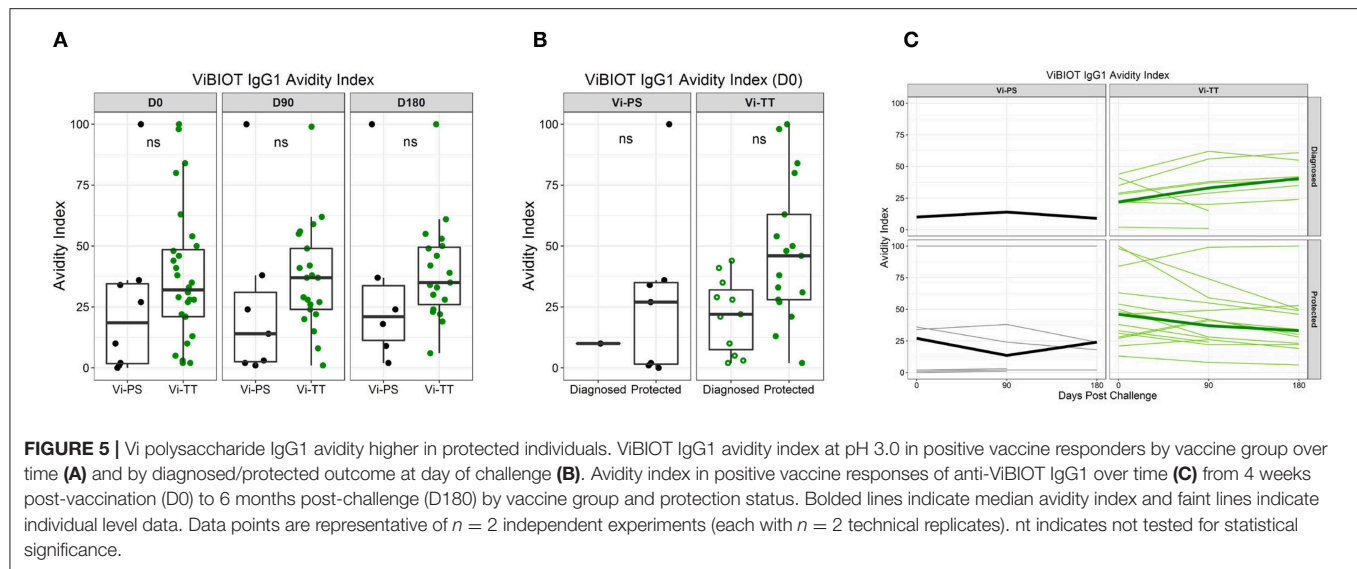 A
ViBIOT IgG1 Avidity Index
D0 D90 D180
Avidity Index
100
75
50
25
0
ns ns ns
Vi-PS Vi-TT Vi-PS Vi-TT Vi-PS Vi-TT
B
ViBIOT IgG1 Avidity Index (D0)
Vi-PS Vi-TT
Avidity Index
100
75
50
25
0
ns ns
Diagnosed Protected Diagnosed Protected
C
ViBIOT IgG1 Avidity Index
Vi-PS Vi-TT
Avidity Index
100
75
50
25
0
Diagnosed
100
75
50
25
0
Protected
0 90 180 0 90 180
Days Post Challenge
FIGURE 5 | Vi polysaccharide IgG1 avidity higher in protected individuals. ViBIOT IgG1 avidity index at pH 3.0 in positive vaccine responders by vaccine group over
time (A) and by diagnosed/protected outcome at day of challenge (B). Avidity index in positive vaccine responses of anti-ViBIOT IgG1 over time (C) from 4 weeks
post-vaccination (D0) to 6 months post-challenge (D180) by vaccine group and protection status. Bolded lines indicate median avidity index and faint lines indicate
individual level data. Data points are representative of n = 2 independent experiments (each with n = 2 technical replicates). nt indicates not tested for statistical
significance.